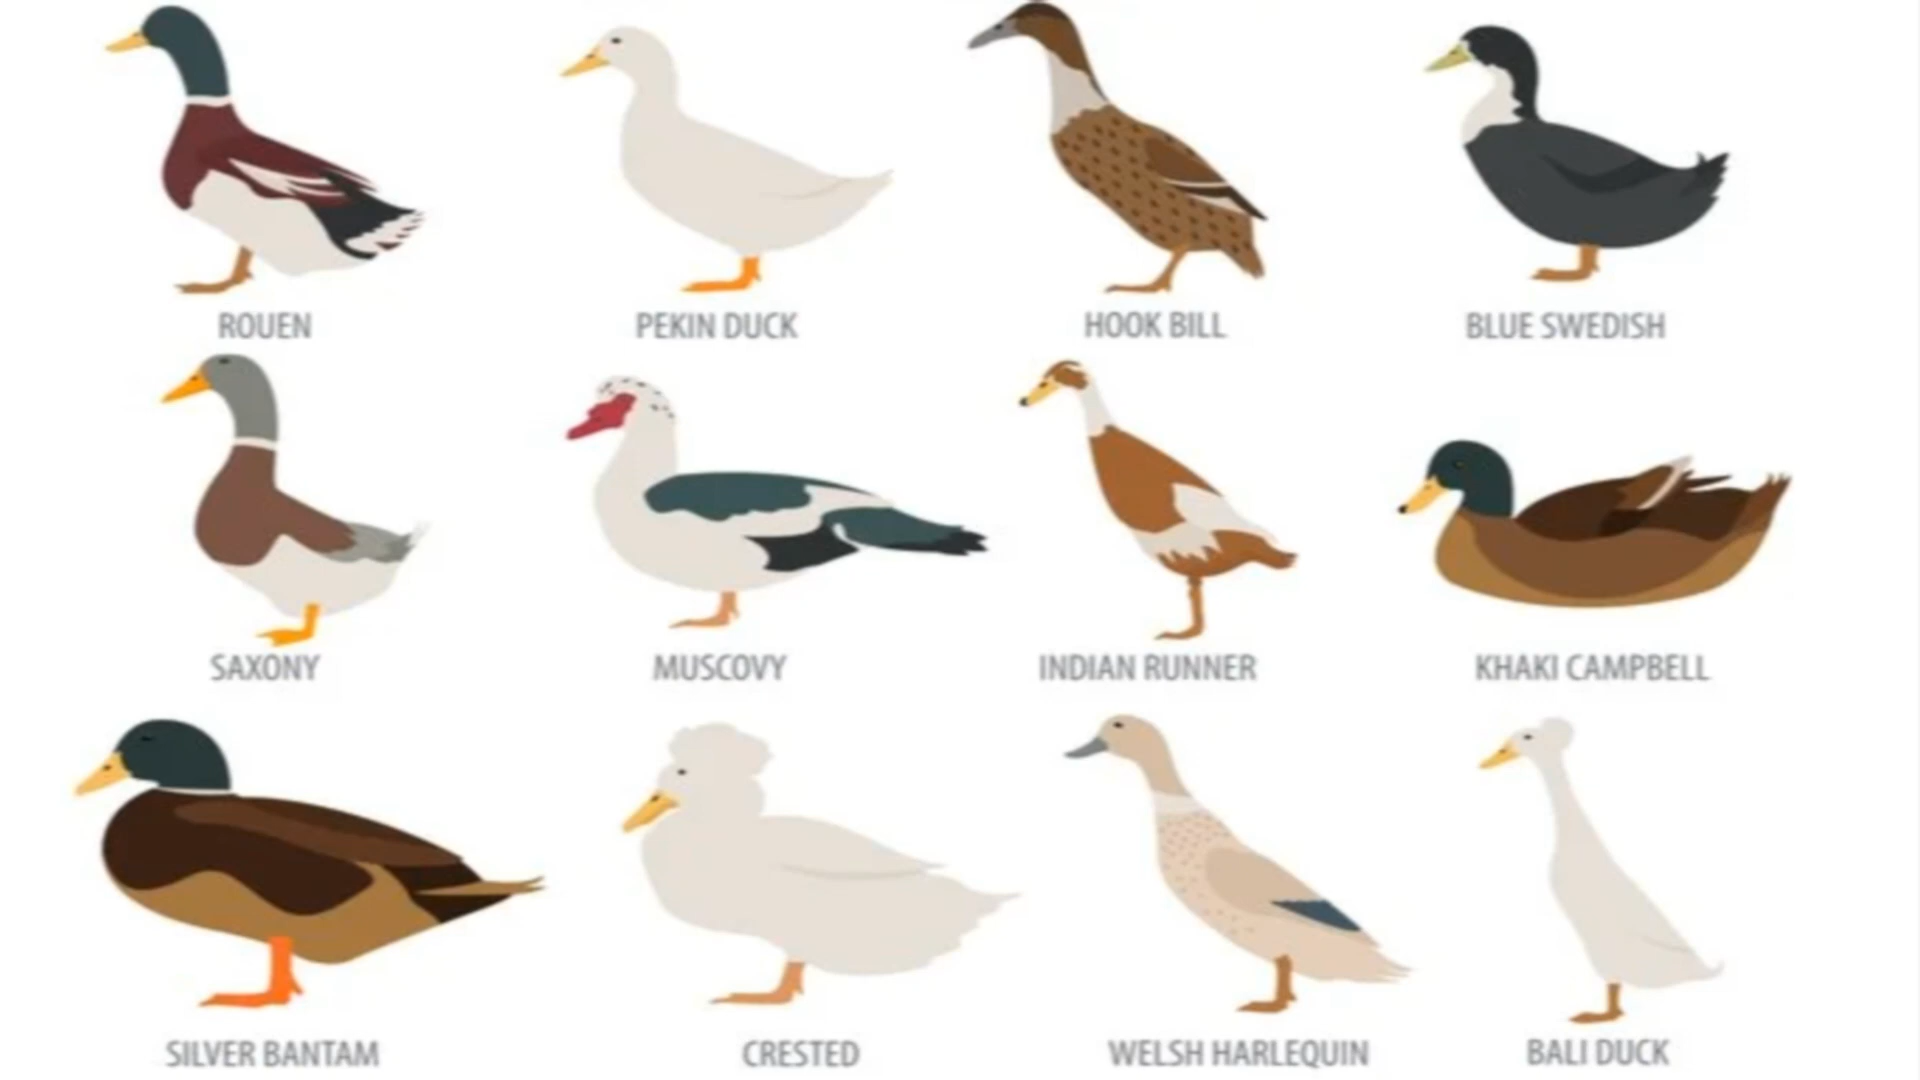 ROUEN
PEKIN DUCK
HOOK BILL
BLUE SWEDISH
SAXONY
MUSCOVY
INDIAN RUNNER
KHAKI CAMPBELL
SILVER BANTAM
CRESTED
WELSH HARLEQUIN
BALI DUCK